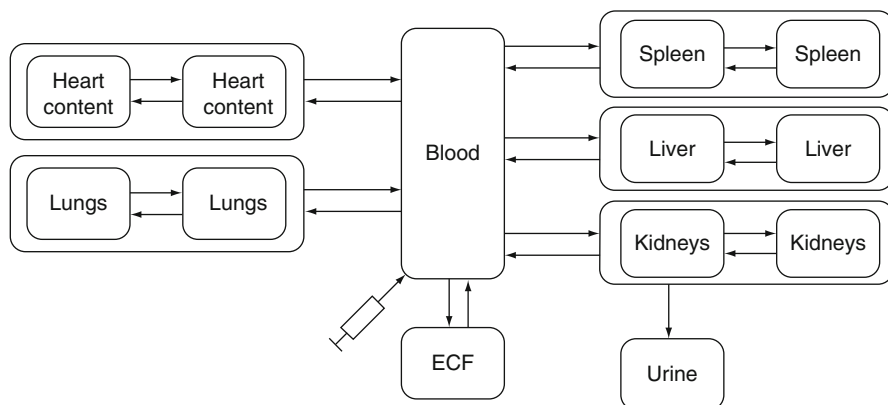 Heart
content
Heart
content
Lungs
Lungs
Blood
ECF
Spleen
Spleen
Liver
Liver
Kidneys
Kidneys
Urine